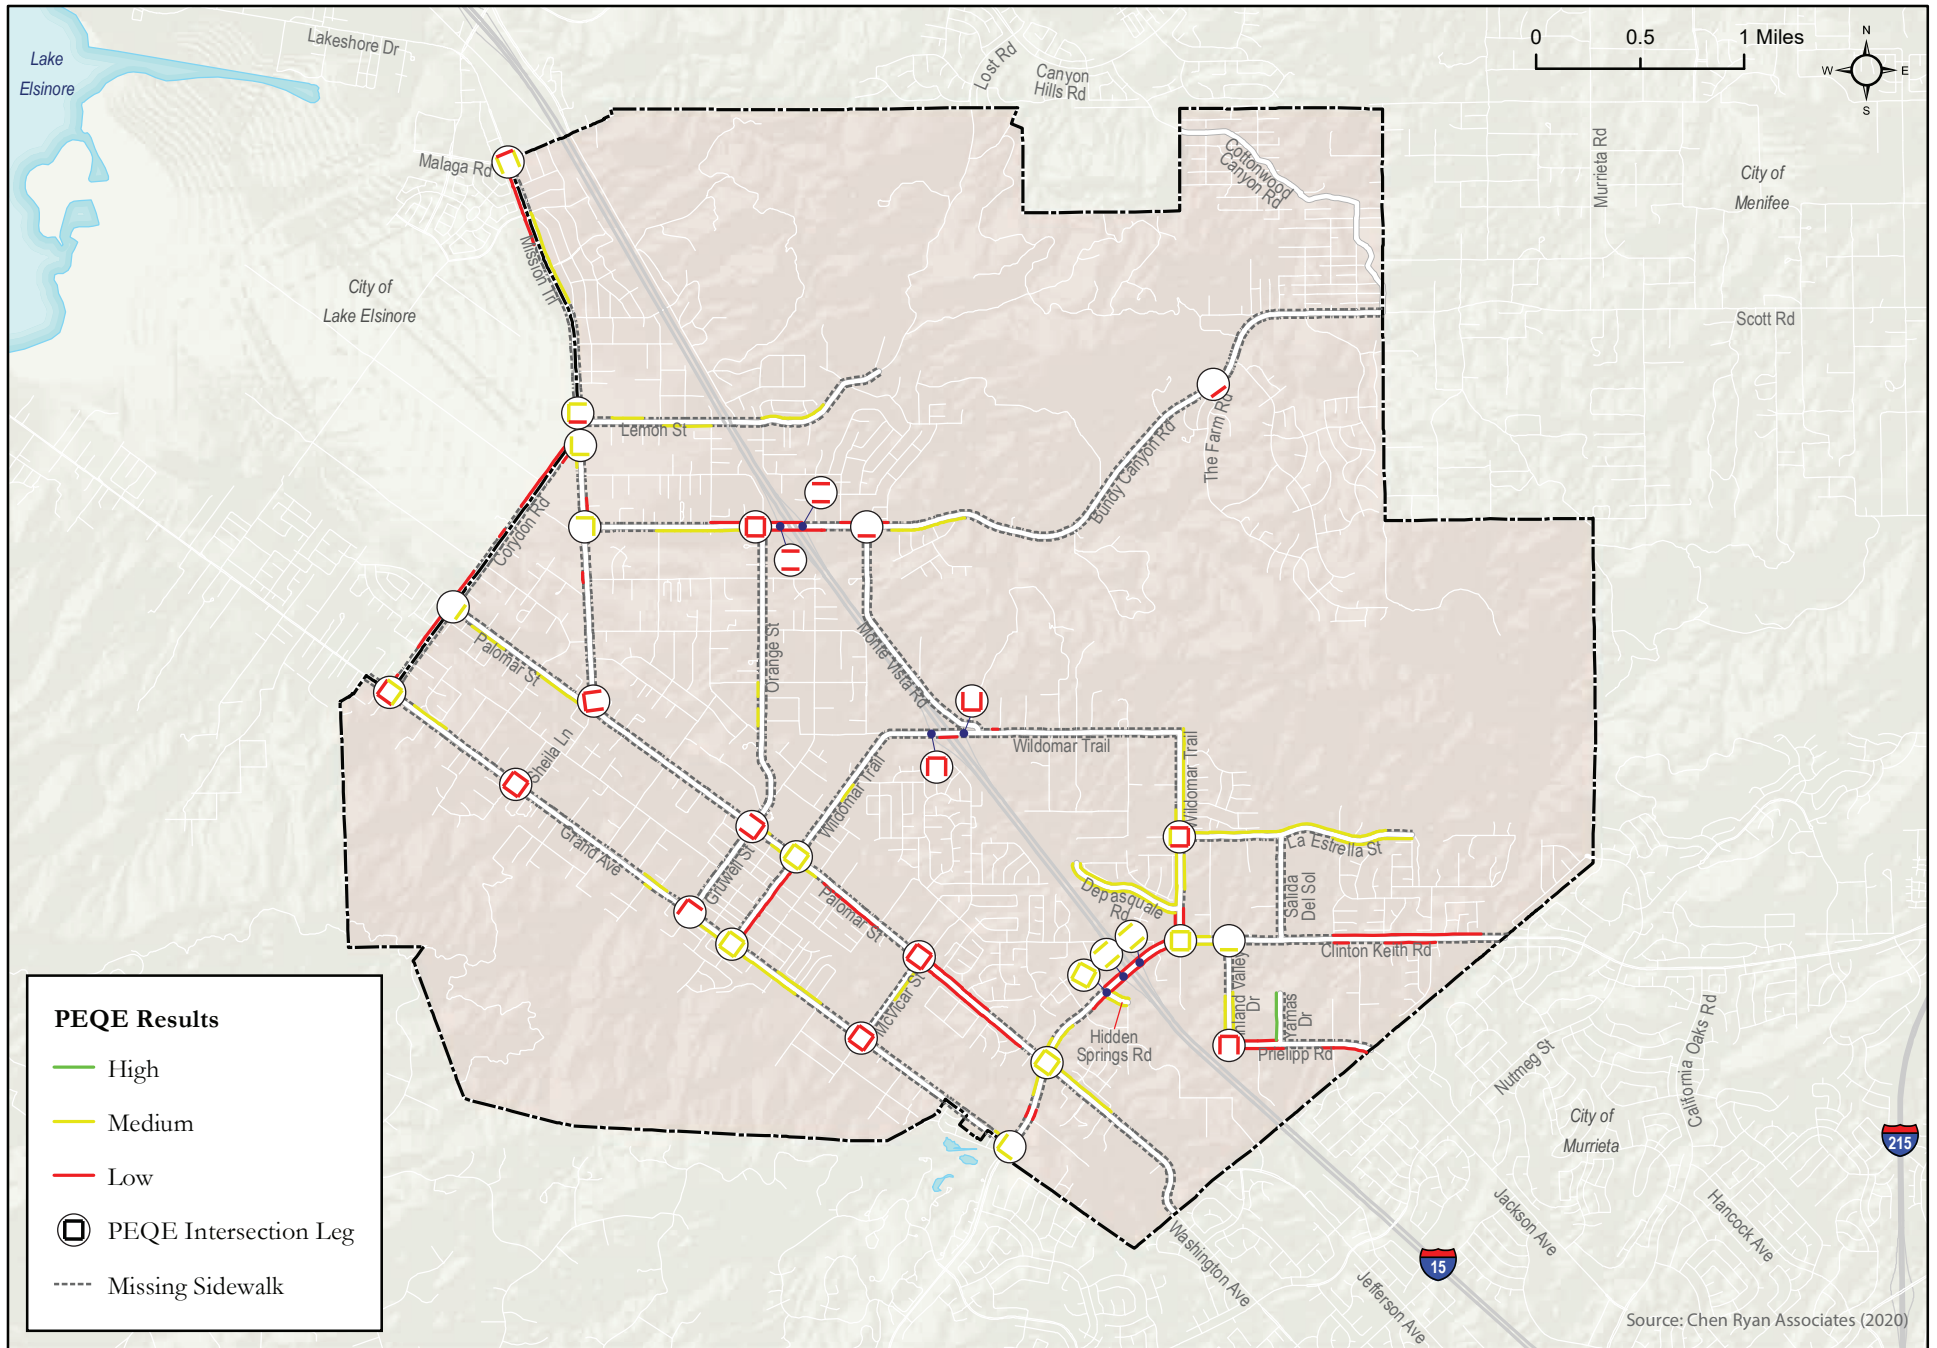 Lake
Elsinore
Lakeshore Dr
Lost Rd
Canyon
Hills Rd
0 0.5 1 Miles
N
W E
S
Malaga Rd
Cottonwood
Canyon Rd
Murrieta Rd
City of
Menifee
Mission Trl
City of
Lake Elsinore
Scott Rd
Lemon St
The Farm Rd
Bundy Canyon Rd
Corydon Rd
Palomar St
Orange St
Monte Vista Rd
Wildomar Trail
Wildomar Trail
Wildomar Trail
Sheila Ln
Grand Ave
Gruwell St
Palomar St
La Estrella St
Depasquale
Rd
Salida
Del Sol
Clinton Keith Rd
McVicar St
Inland Valley
Dr
Yamas
Dr
Prielipp Rd
Hidden
Springs Rd
Nutmeg St
California Oaks Rd
City of
Murrieta
215
Jackson Ave
Hancock Ave
Washington Ave
15
Jefferson Ave
PEQE Results
High
Medium
Low
PEQE Intersection Leg
Missing Sidewalk
Source: Chen Ryan Associates (2020)